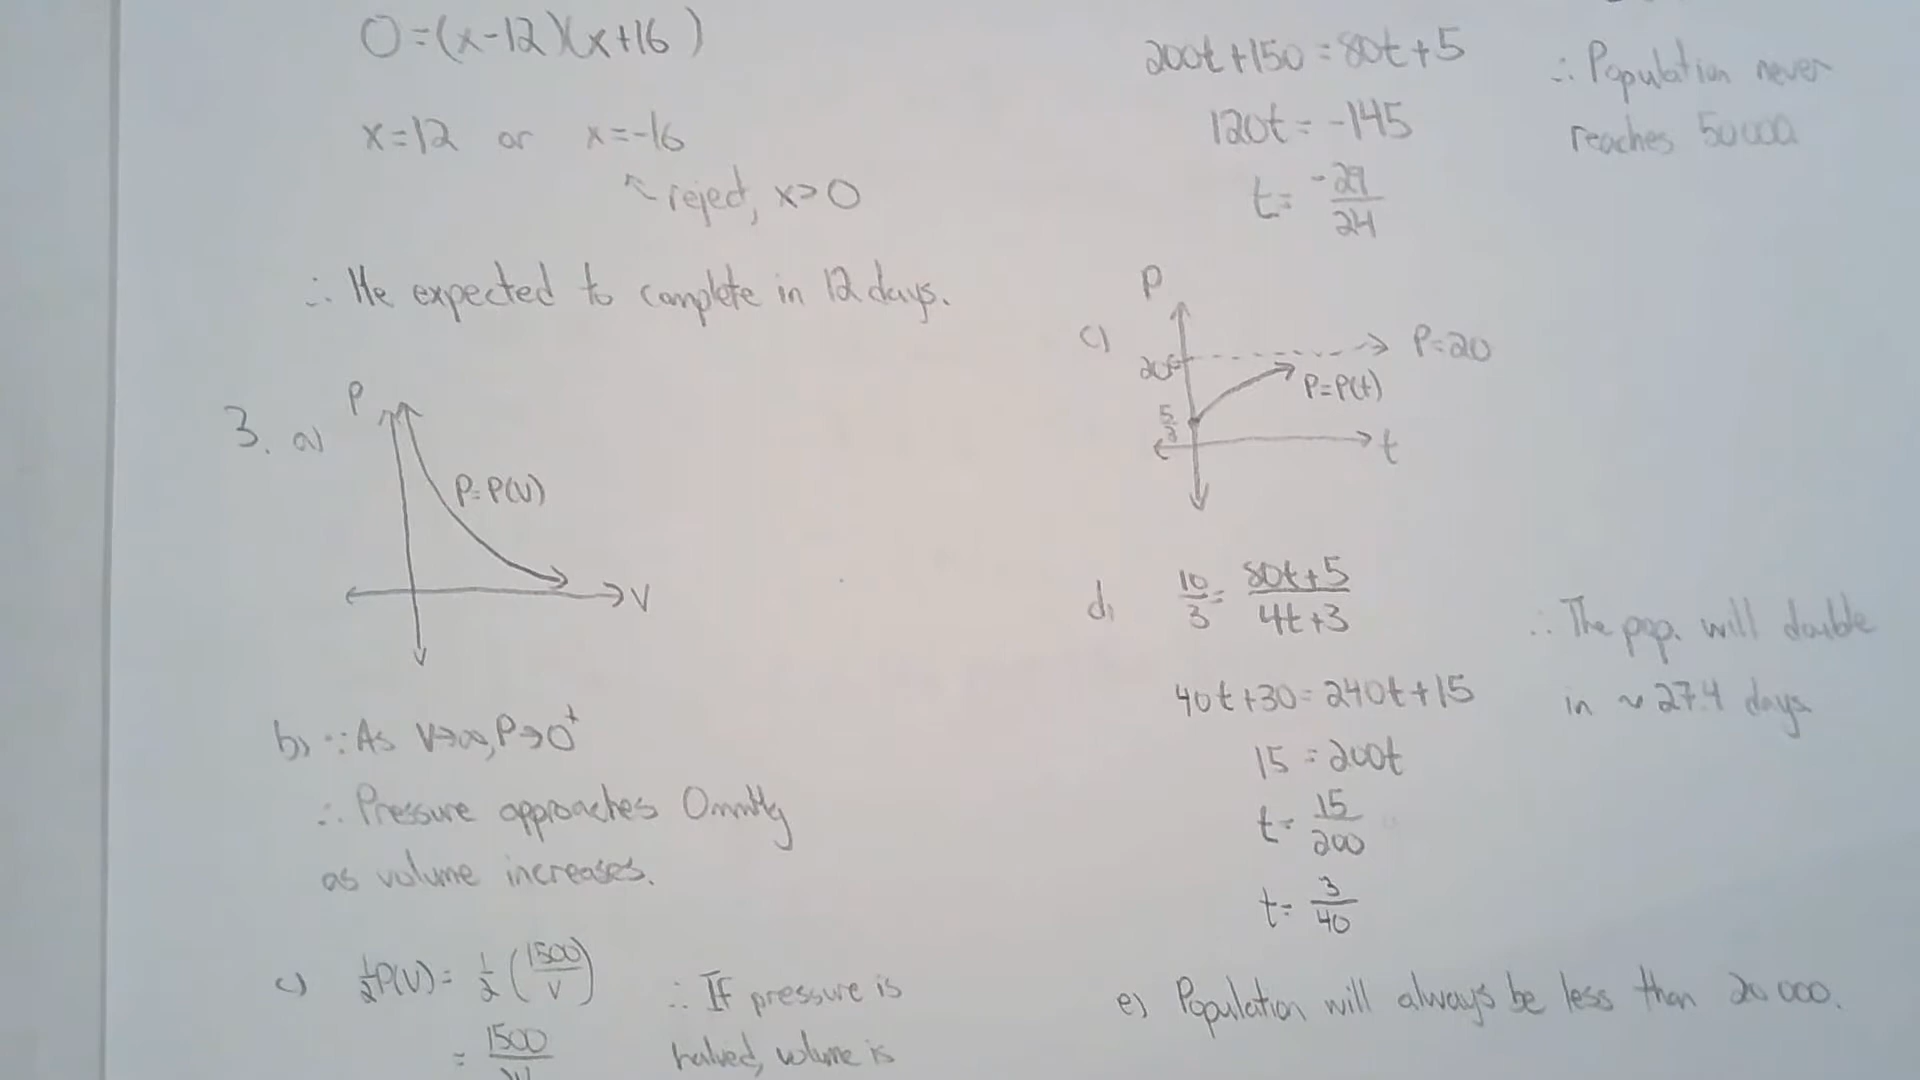 0=(x-12)(x+16)
x=12 or x=-16
reject, x>0
∴ He expected to complete in 12 days.
3. a)
P
P=P(V)
V
b) ∵ As V→∞, P→0⁺
∴ Pressure approaches 0mmHg
as volume increases.
c) ½P(V) = ½(1500/V)
= 1500
∴ If pressure is
halved, volume is
200t+150=80t+5
120t=-145
t= -29/24
∴ Population never
reaches 50000
c)
P
20
P=20
P=P(t)
t
d) 10/3 = (80t+5)/(4t+3)
40t+30=240t+15
15=200t
t= 15/200
t= 3/40
∴ The pop. will double
in ~27.4 days
e) Population will always be less than 20 000.